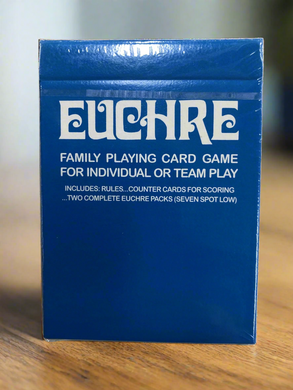 EUCHRE
FAMILY PLAYING CARD GAME
FOR INDIVIDUAL OR TEAM PLAY
INCLUDES: RULES...COUNTER CARDS FOR SCORING
...TWO COMPLETE EUCHRE PACKS (SEVEN SPOT LOW)